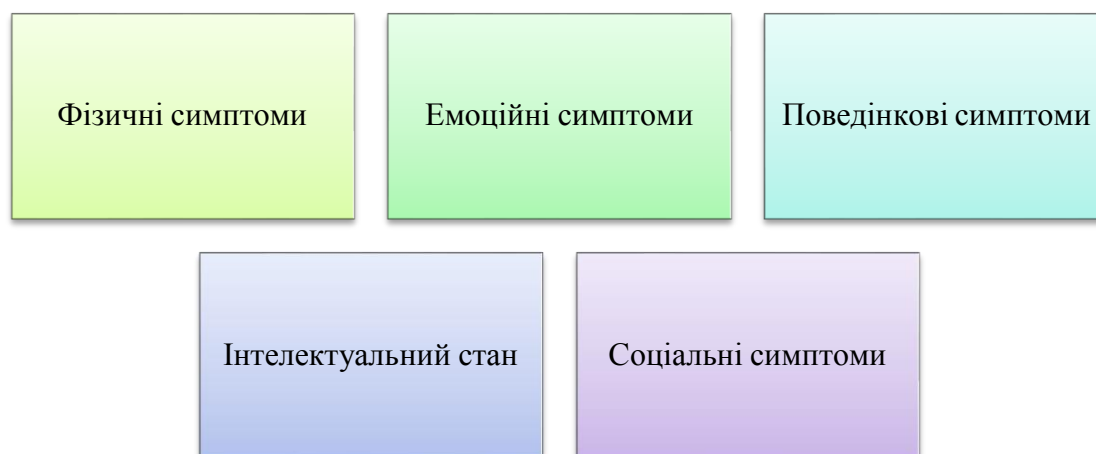 Фізичні симптоми
Емоційні симптоми
Поведінкові симптоми
Інтелектуальний стан
Соціальні симптоми